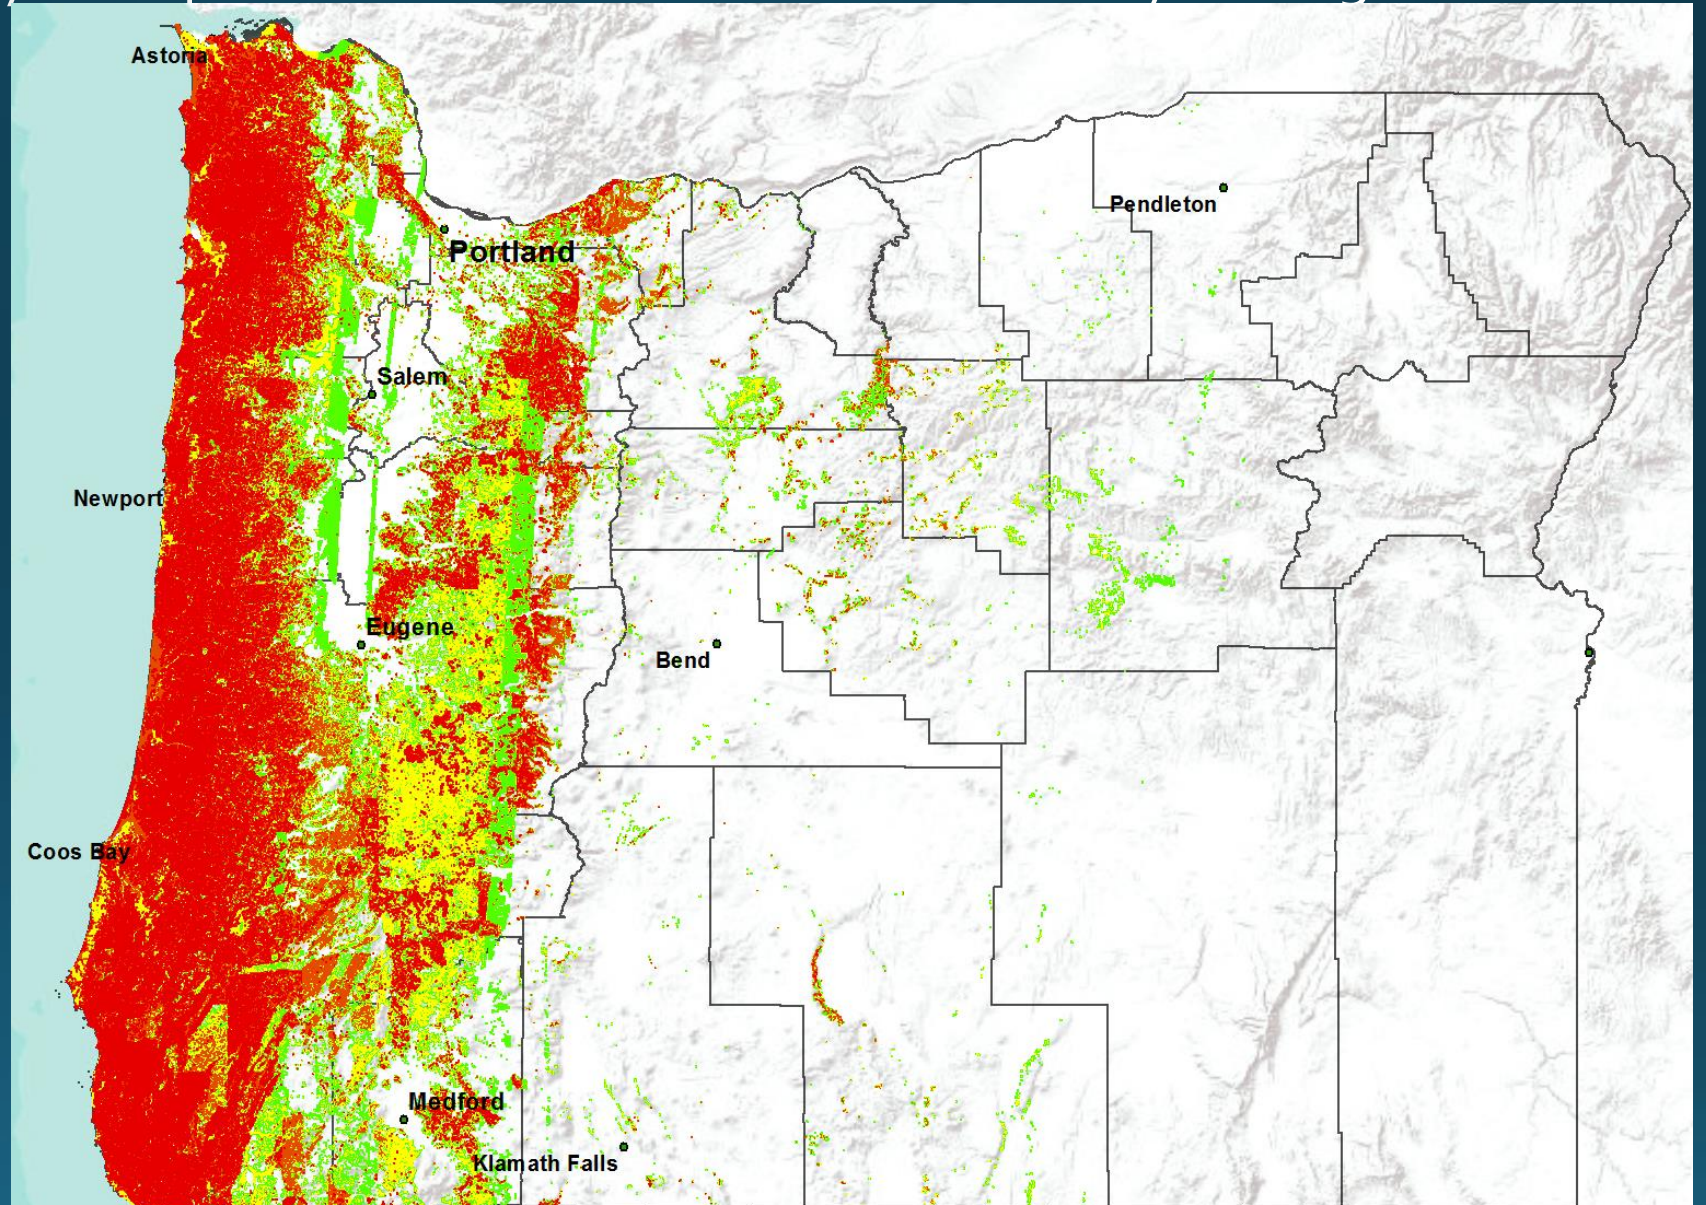 Astoria
Pendleton
Portland
Salem
Newport
Eugene
Bend
Coos Bay
Medford
Klamath Falls